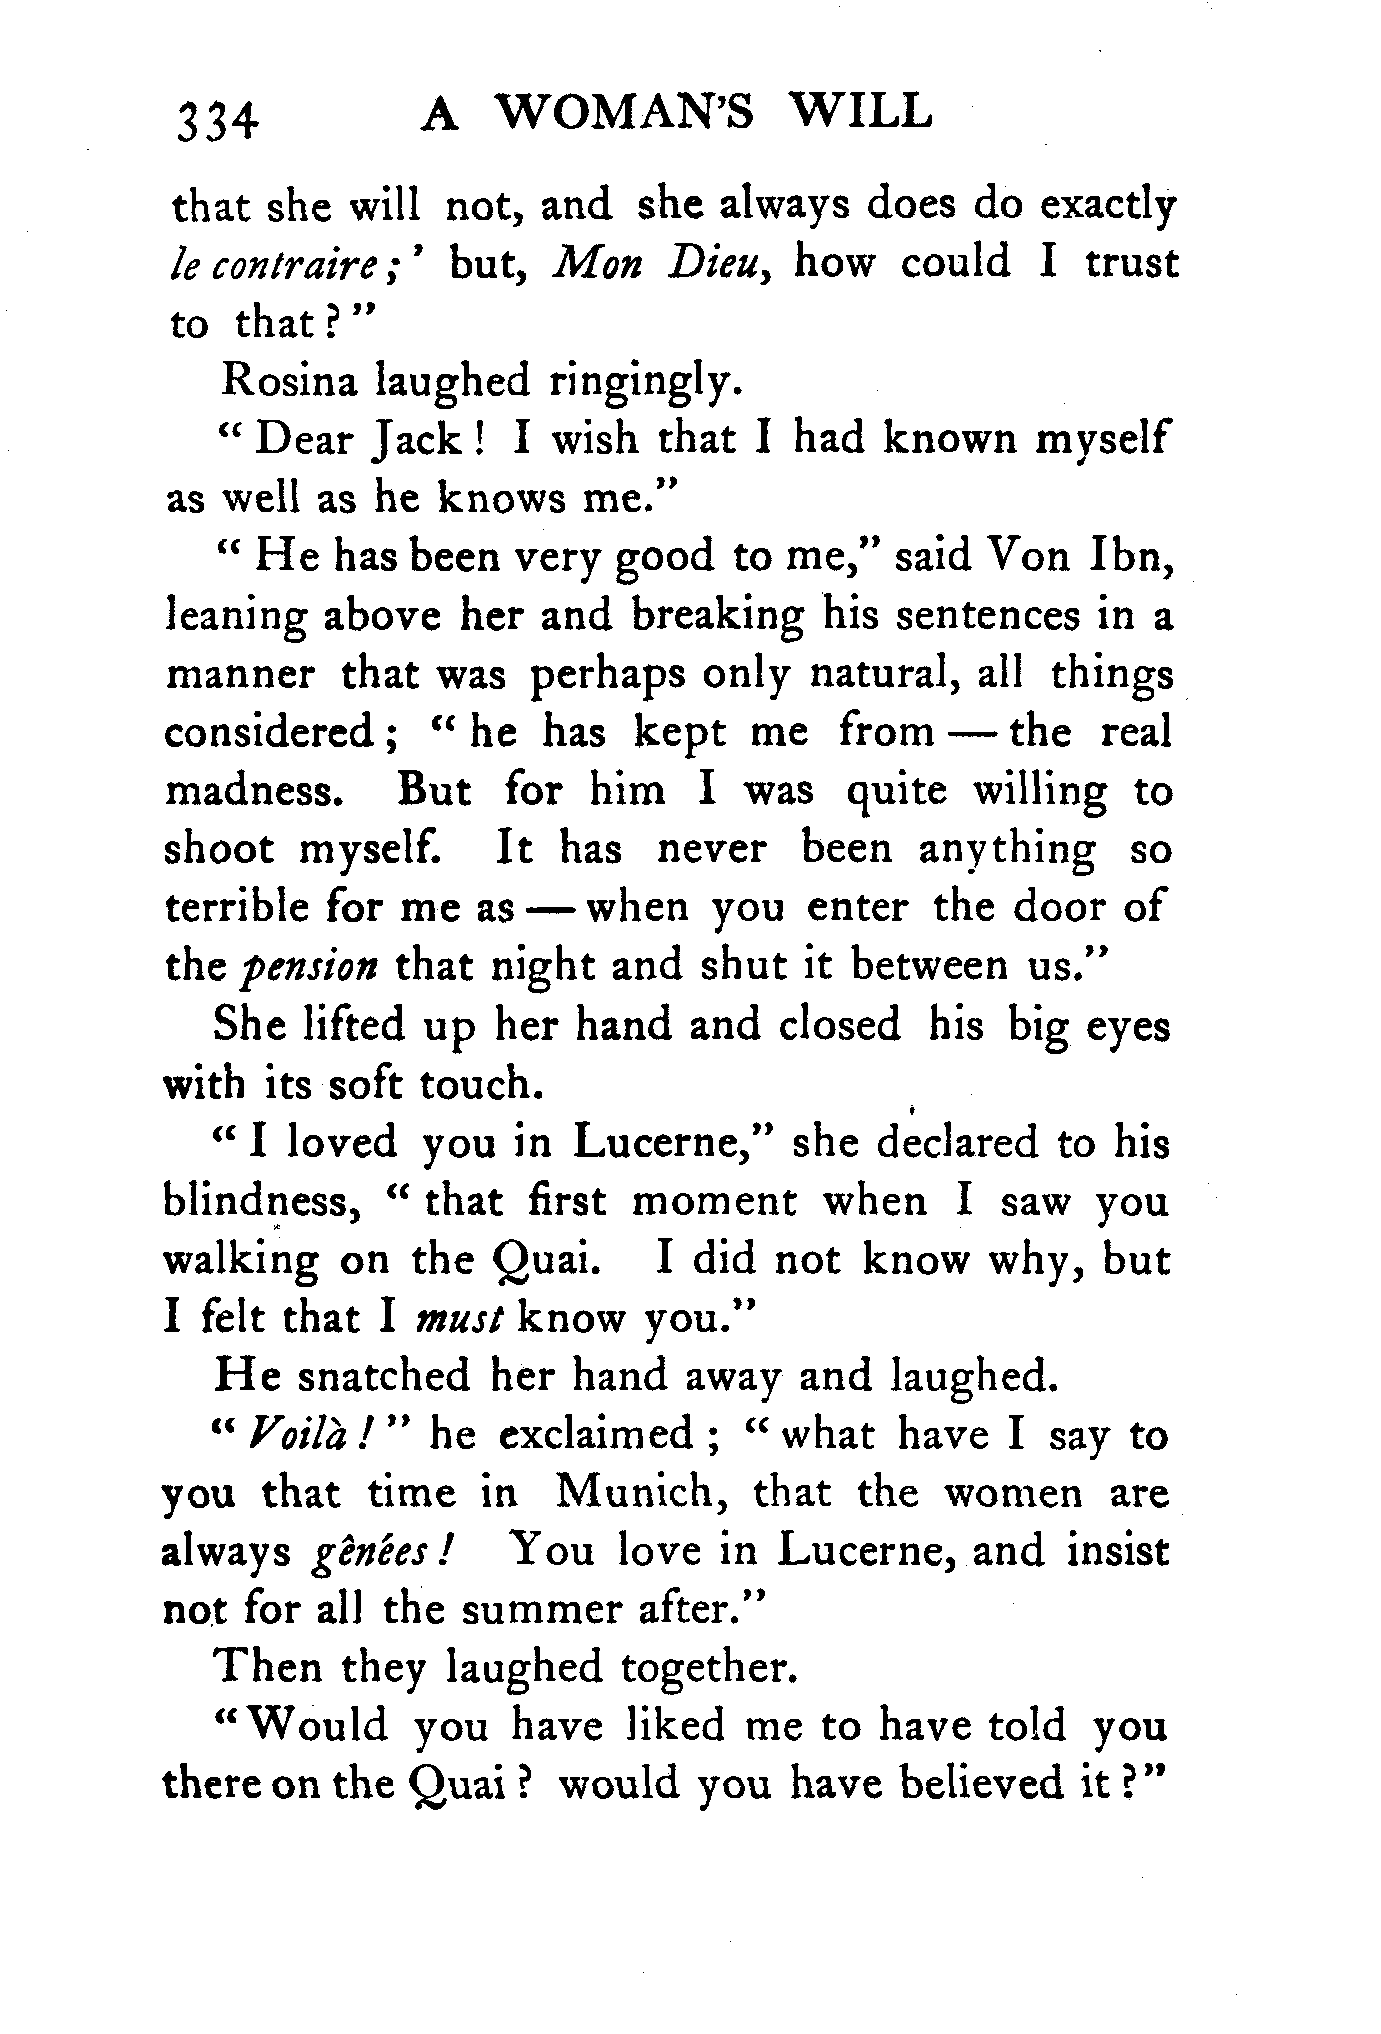 334 A WOMAN'S WILL
that she will not, and she always does do exactly
le contraire;' but, Mon Dieu, how could I trust
to that?"
Rosina laughed ringingly.
"Dear Jack! I wish that I had known myself
as well as he knows me."
"He has been very good to me," said Von Ibn,
leaning above her and breaking his sentences in a
manner that was perhaps only natural, all things
considered; "he has kept me from — the real
madness. But for him I was quite willing to
shoot myself. It has never been anything so
terrible for me as — when you enter the door of
the pension that night and shut it between us."
She lifted up her hand and closed his big eyes
with its soft touch.
"I loved you in Lucerne," she declared to his
blindness, "that first moment when I saw you
walking on the Quai. I did not know why, but
I felt that I must know you."
He snatched her hand away and laughed.
"Voilà!" he exclaimed; "what have I say to
you that time in Munich, that the women are
always gênées! You love in Lucerne, and insist
not for all the summer after."
Then they laughed together.
"Would you have liked me to have told you
there on the Quai? would you have believed it?"